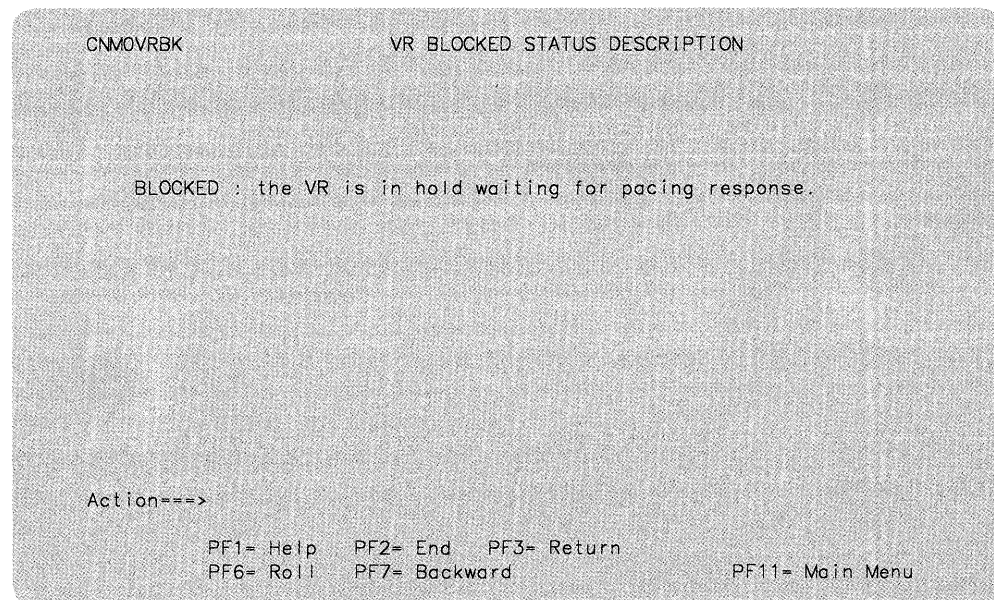 CNMOVRBK VR BLOCKED STATUS DESCRIPTION
BLOCKED : the VR is in hold waiting for pacing response.
Action===>
PF1= Help PF2= End PF3= Return
PF6= Roll PF7= Backward PF11= Main Menu